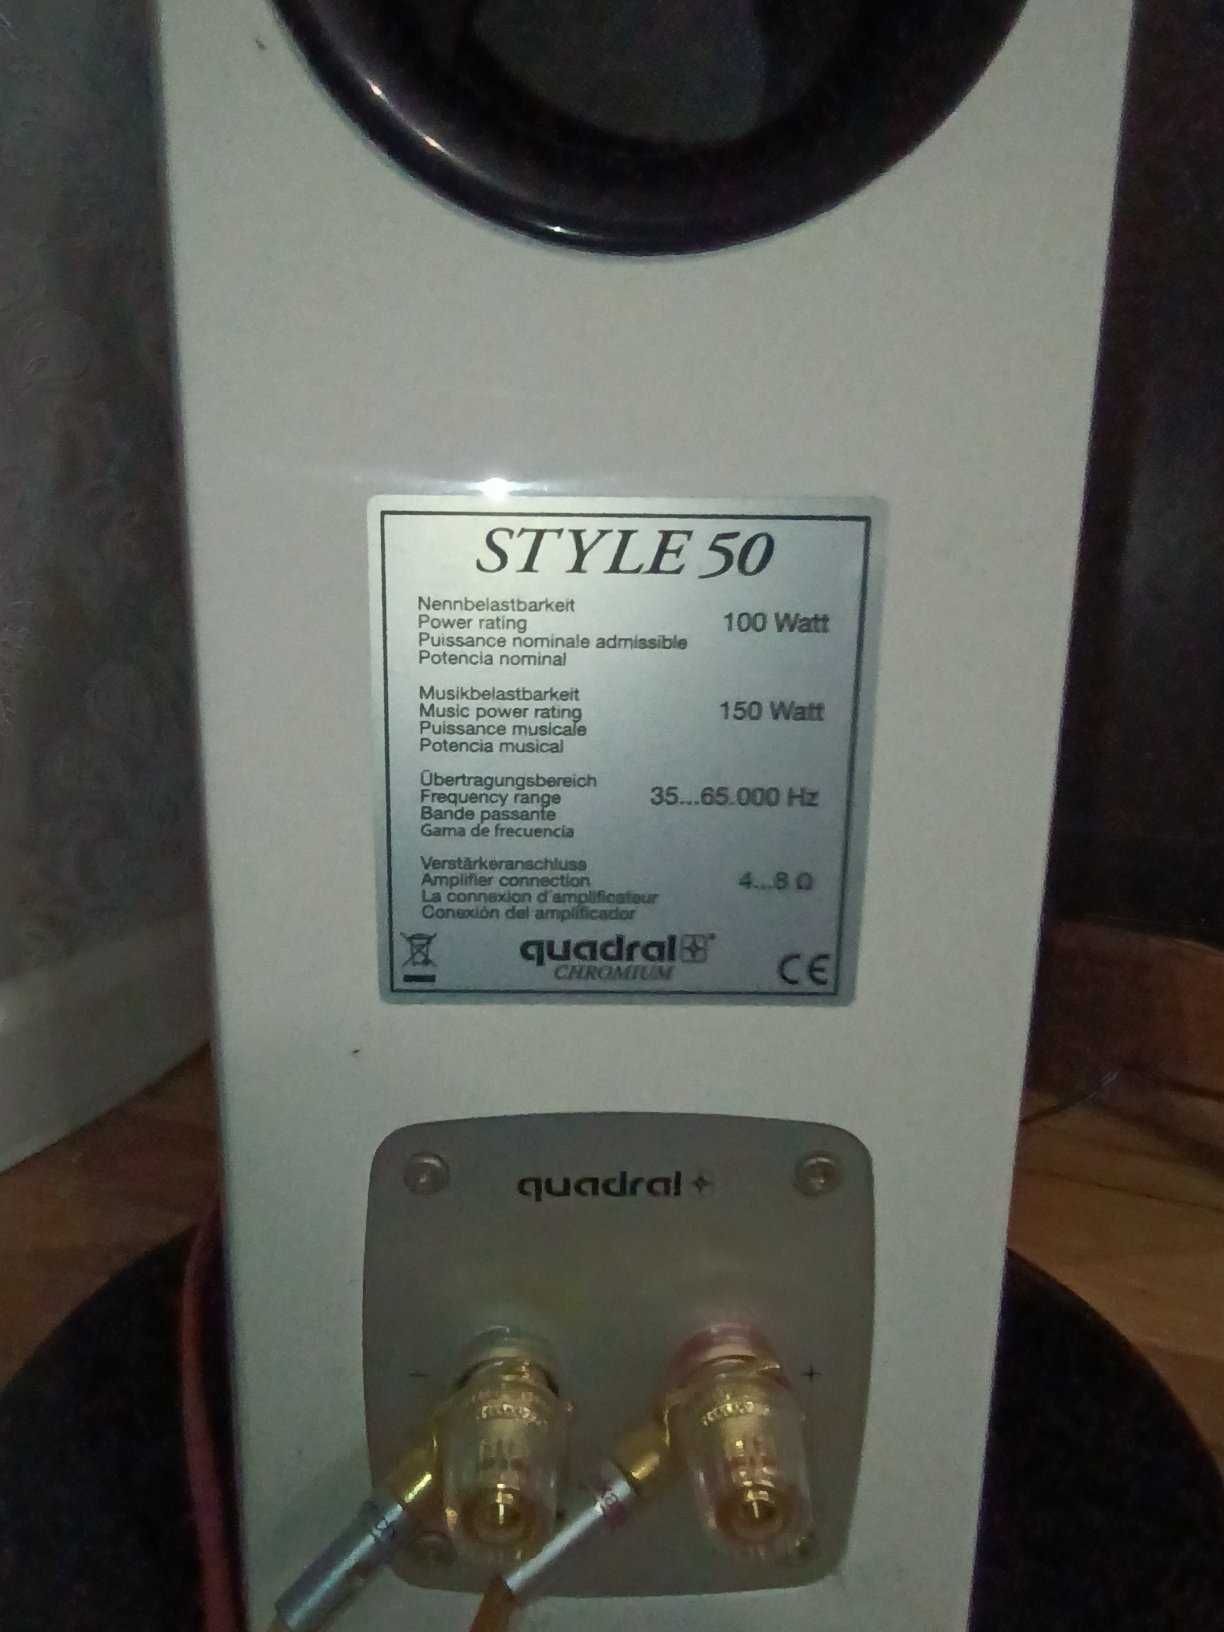 STYLE 50
Nennbelastbarkeit
Power rating
100 Watt
Puissance nominale admissible
Potencia nominal
Musikbelastbarkeit
Music power rating
150 Watt
Puissance musicale
Potencia musical
Übertragungsbereich
Frequency range
35...65.000 Hz
Bande passante
Gama de frecuencia
Verstärkeranschluss
Amplifier connection
4...8 Ω
La connexion d'amplificateur
Conexión del amplificador
quadral
CHROMIUM
CE
quadral
- +